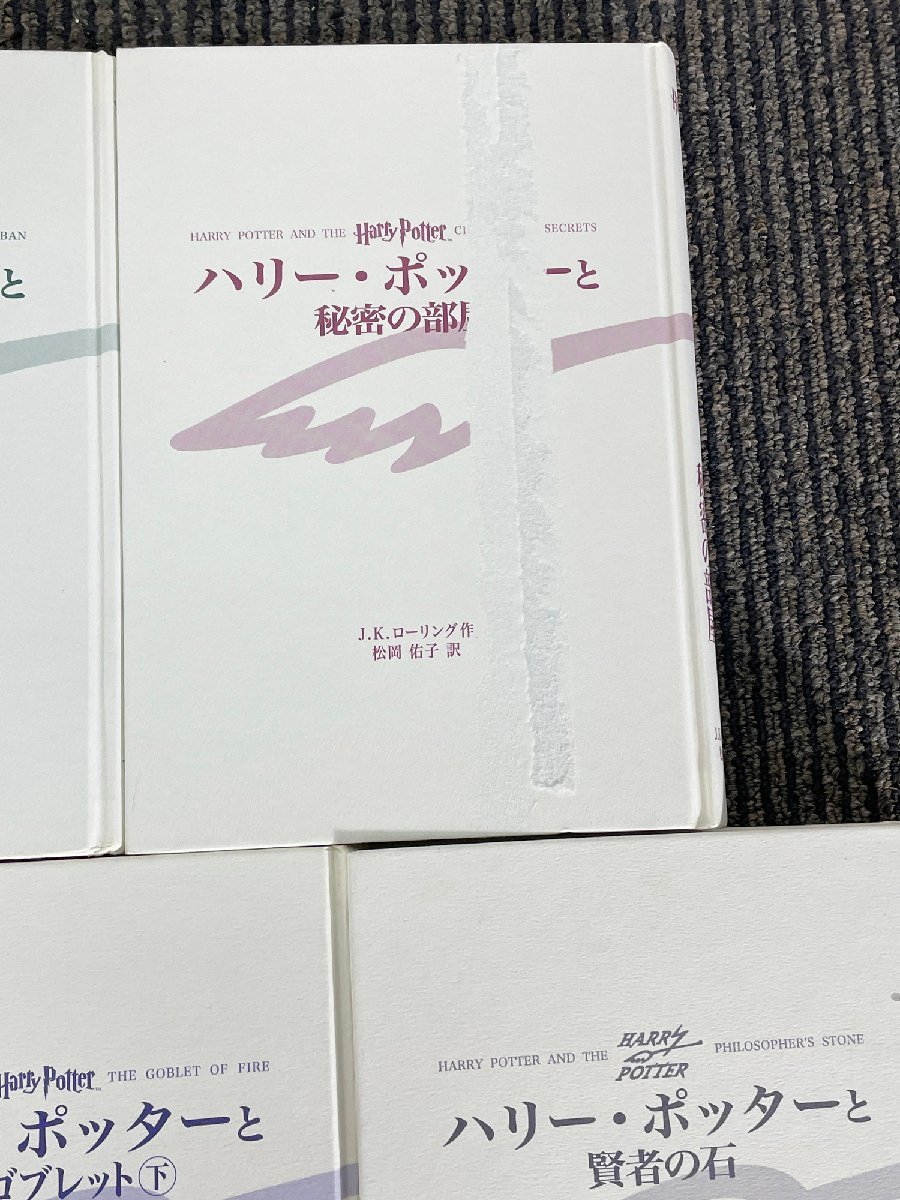 BAN
と
HARRY POTTER AND THE Harry Potter™ C SECRETS
ハリー・ポッ ーと
秘密の部
J.K.ローリング作
松岡 佑子 訳
Harry Potter™ THE GOBLET OF FIRE
ポッターと
ゴブレット㊦
HARRY POTTER AND THE HARRY POTTER PHILOSOPHER'S STONE
ハリー・ポッターと
賢者の石